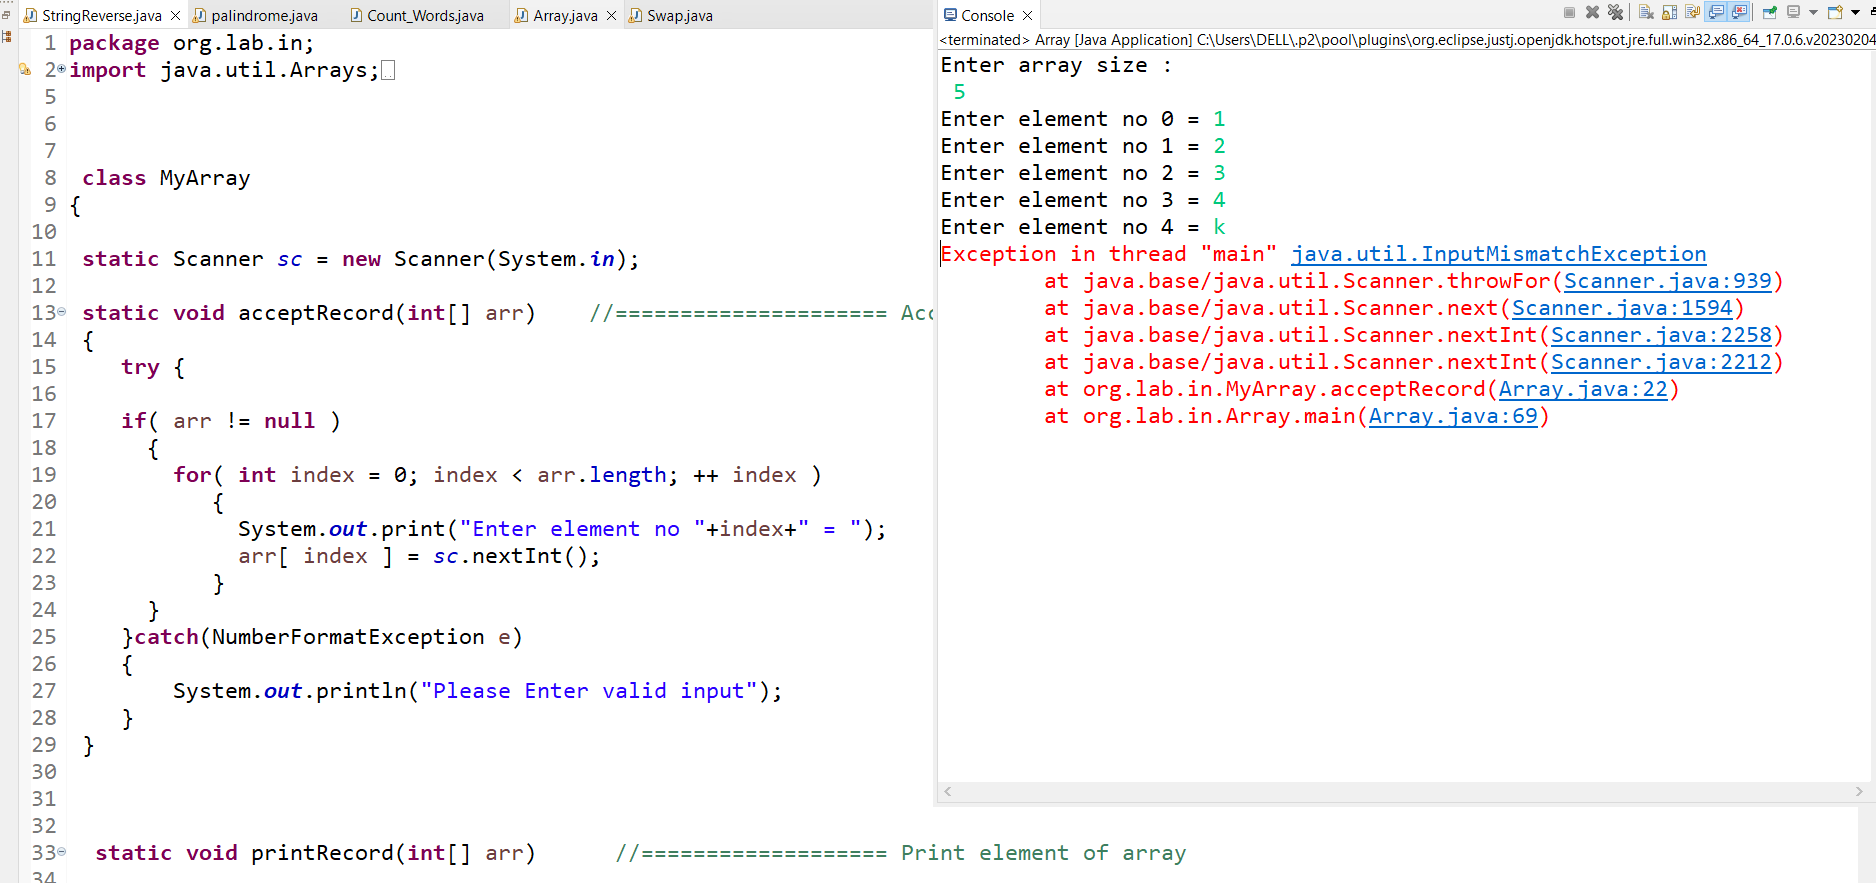 StringReverse.java palindrome.java Count_Words.java Array.java Swap.java
1 package org.lab.in;
2 import java.util.Arrays;
5
6
7
8 class MyArray
9 {
10
11 static Scanner sc = new Scanner(System.in);
12
13 static void acceptRecord(int[] arr) //===================== Acc
14 {
15 try {
16
17 if( arr != null )
18 {
19 for( int index = 0; index < arr.length; ++ index )
20 {
21 System.out.print("Enter element no "+index+" = ");
22 arr[ index ] = sc.nextInt();
23 }
24 }
25 }catch(NumberFormatException e)
26 {
27 System.out.println("Please Enter valid input");
28 }
29 }
30
31
32
33 static void printRecord(int[] arr) //=================== Print element of array
34
Console
<terminated> Array [Java Application] C:\Users\DELL\.p2\pool\plugins\org.eclipse.justj.openjdk.hotspot.jre.full.win32.x86_64_17.0.6.v20230204
Enter array size :
5
Enter element no 0 = 1
Enter element no 1 = 2
Enter element no 2 = 3
Enter element no 3 = 4
Enter element no 4 = k
Exception in thread "main" java.util.InputMismatchException
at java.base/java.util.Scanner.throwFor(Scanner.java:939)
at java.base/java.util.Scanner.next(Scanner.java:1594)
at java.base/java.util.Scanner.nextInt(Scanner.java:2258)
at java.base/java.util.Scanner.nextInt(Scanner.java:2212)
at org.lab.in.MyArray.acceptRecord(Array.java:22)
at org.lab.in.Array.main(Array.java:69)